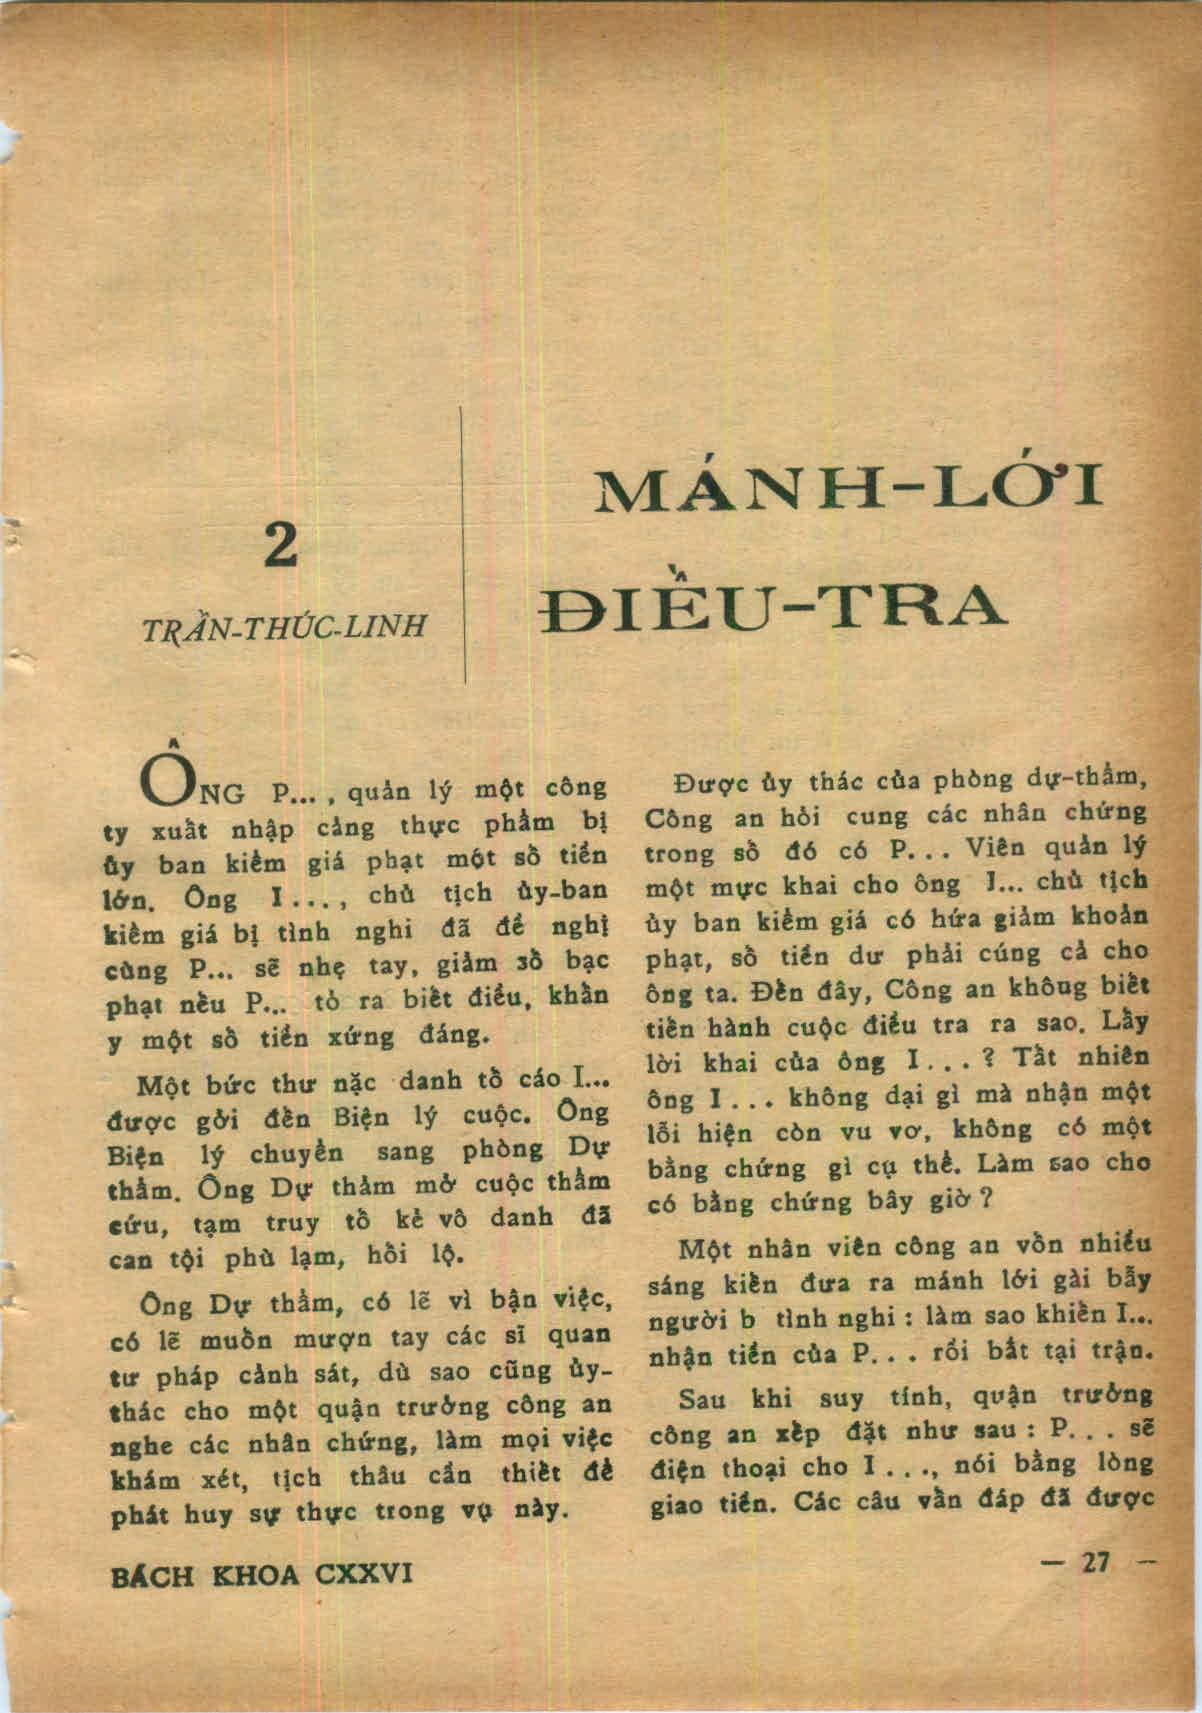 2
TRẦN-THÚC-LINH
MÁNH-LỚI
ĐIỀU-TRA
ÔNG P... , quản lý một công
ty xuất nhập cảng thực phẩm bị
ủy ban kiểm giá phạt một số tiền
lớn. Ông I..., chủ tịch ủy-ban
kiểm giá bị tình nghi đã đề nghị
cùng P... sẽ nhẹ tay, giảm số bạc
phạt nếu P... tỏ ra biết điều, khấn
y một số tiền xứng đáng.
Một bức thư nặc danh tố cáo I...
được gởi đến Biện lý cuộc. Ông
Biện lý chuyển sang phòng Dự
thẩm. Ông Dự thẩm mở cuộc thẩm
cứu, tạm truy tố kẻ vô danh đã
can tội phù lạm, hối lộ.
Ông Dự thẩm, có lẽ vì bận việc,
có lẽ muốn mượn tay các sĩ quan
tư pháp cảnh sát, dù sao cũng ủy-
thác cho một quận trưởng công an
nghe các nhân chứng, làm mọi việc
khám xét, tịch thâu cần thiết để
phát huy sự thực trong vụ này.
Được ủy thác của phòng dự-thẩm,
Công an hỏi cung các nhân chứng
trong số đó có P... Viên quản lý
một mực khai cho ông I... chủ tịch
ủy ban kiểm giá có hứa giảm khoản
phạt, số tiền dư phải cúng cả cho
ông ta. Đến đây, Công an không biết
tiến hành cuộc điều tra ra sao. Lấy
lời khai của ông I...? Tất nhiên
ông I... không dại gì mà nhận một
lỗi hiện còn vu vơ, không có một
bằng chứng gì cụ thể. Làm sao cho
có bằng chứng bây giờ ?
Một nhân viên công an vốn nhiều
sáng kiến đưa ra mánh lới gài bẫy
người b tình nghi : làm sao khiến I...
nhận tiền của P... rồi bắt tại trận.
Sau khi suy tính, quận trưởng
công an xếp đặt như sau : P... sẽ
điện thoại cho I..., nói bằng lòng
giao tiền. Các câu vấn đáp đã được
BÁCH KHOA CXXVI
— 27 —